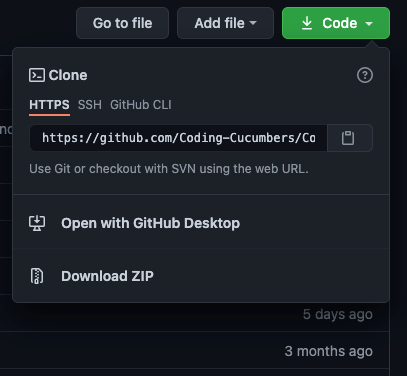 Go to file Add file Code
Clone
HTTPS SSH GitHub CLI
https://github.com/Coding-Cucumbers/Co
Use Git or checkout with SVN using the web URL.
Open with GitHub Desktop
Download ZIP
5 days ago
3 months ago